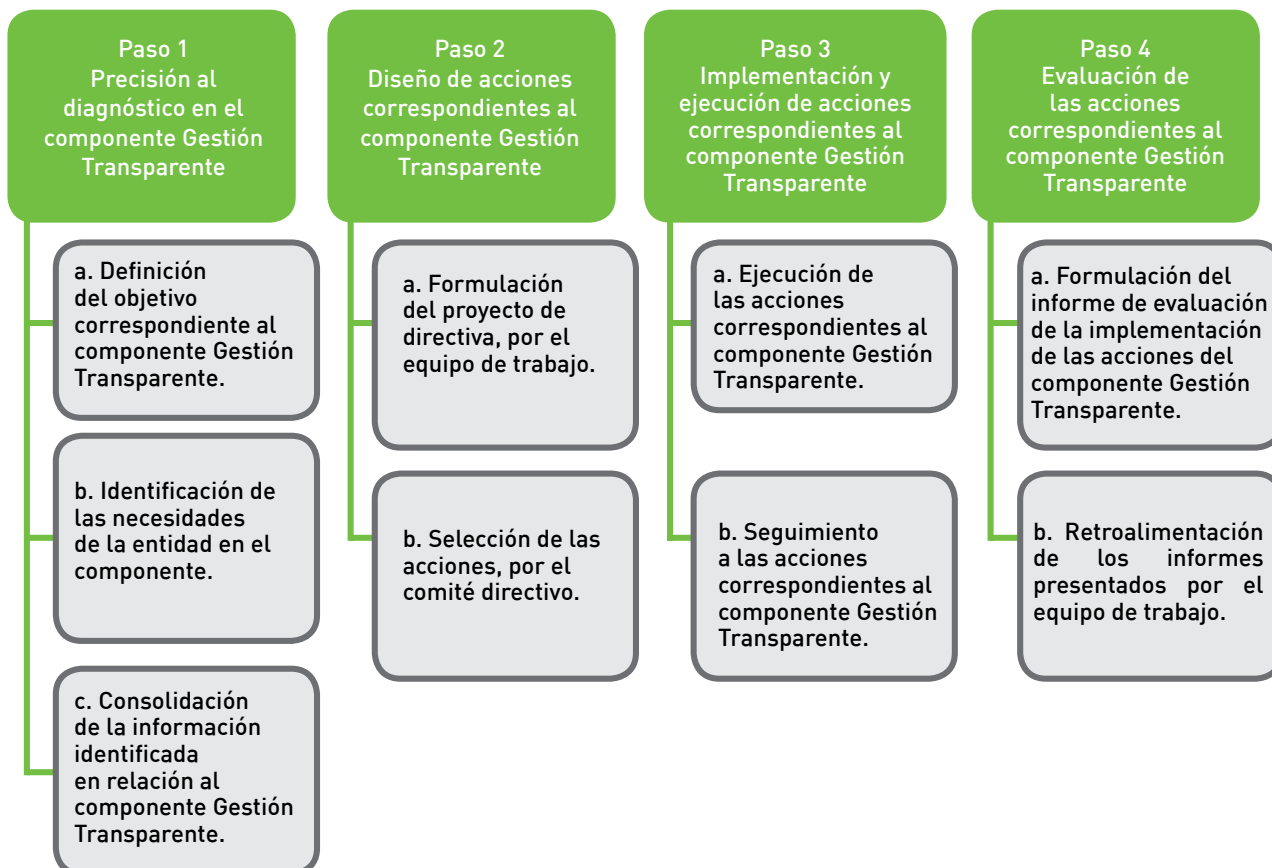 Paso 1
Precisión al
diagnóstico en el
componente Gestión
Transparente
a. Definición
del objetivo
correspondiente al
componente Gestión
Transparente.
b. Identificación de
las necesidades
de la entidad en el
componente.
c. Consolidación
de la información
identificada
en relación al
componente Gestión
Transparente.
Paso 2
Diseño de acciones
correspondientes al
componente Gestión
Transparente
a. Formulación
del proyecto de
directiva, por el
equipo de trabajo.
b. Selección de las
acciones, por el
comité directivo.
Paso 3
Implementación y
ejecución de acciones
correspondientes al
componente Gestión
Transparente
a. Ejecución de
las acciones
correspondientes al
componente Gestión
Transparente.
b. Seguimiento
a las acciones
correspondientes al
componente Gestión
Transparente.
Paso 4
Evaluación de
las acciones
correspondientes al
componente Gestión
Transparente
a. Formulación del
informe de evaluación
de la implementación
de las acciones del
componente Gestión
Transparente.
b. Retroalimentación
de los informes
presentados por el
equipo de trabajo.